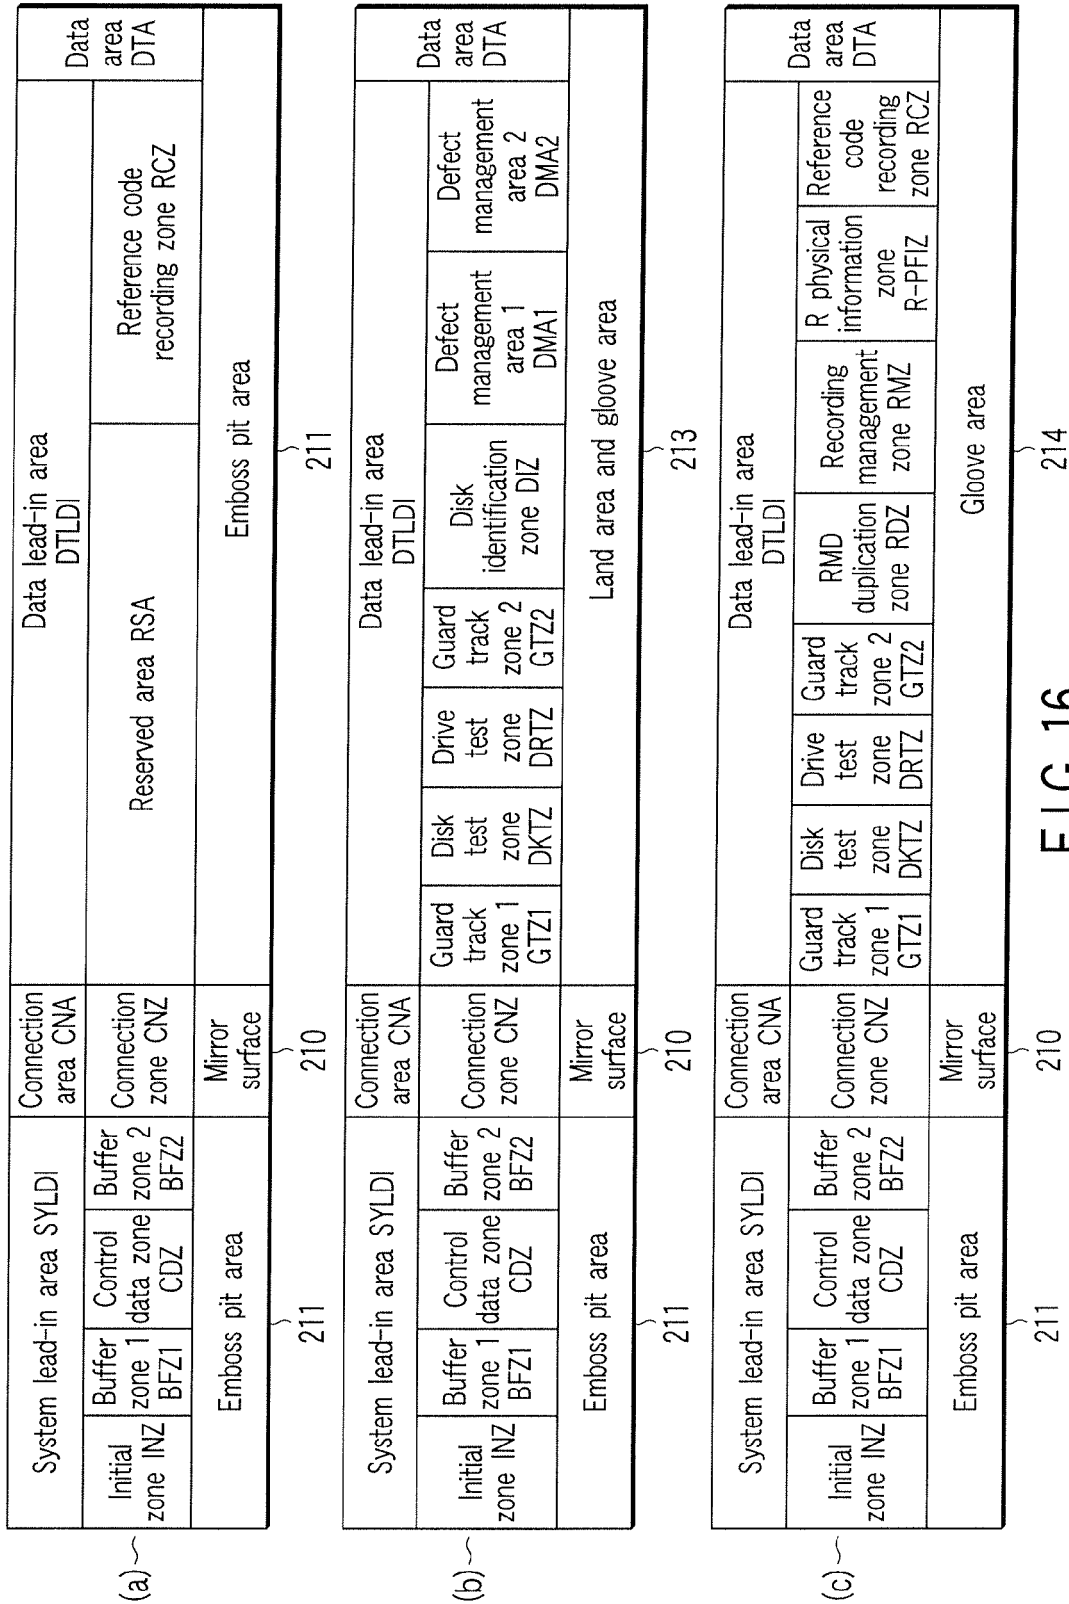 (a)
System lead-in area SYLDI
Connection
area CNA
Data lead-in area
DTLDI
Data
area
DTA
Initial
zone INZ
Buffer
zone 1
BFZ1
Control
data zone
CDZ
Buffer
zone 2
BFZ2
Connection
zone CNZ
Reserved area RSA
Reference code
recording zone RCZ
Emboss pit area
Mirror
surface
Emboss pit area
211
210
211
(b)
System lead-in area SYLDI
Connection
area CNA
Data lead-in area
DTLDI
Data
area
DTA
Initial
zone INZ
Buffer
zone 1
BFZ1
Control
data zone
CDZ
Buffer
zone 2
BFZ2
Connection
zone CNZ
Guard
track
zone 1
GTZ1
Disk
test
zone
DKTZ
Drive
test
zone
DRTZ
Guard
track
zone 2
GTZ2
Disk
identification
zone DIZ
Defect
management
area 1
DMA1
Defect
management
area 2
DMA2
Emboss pit area
Mirror
surface
Land area and gloove area
211
210
213
(c)
System lead-in area SYLDI
Connection
area CNA
Data lead-in area
DTLDI
Data
area
DTA
Initial
zone INZ
Buffer
zone 1
BFZ1
Control
data zone
CDZ
Buffer
zone 2
BFZ2
Connection
zone CNZ
Guard
track
zone 1
GTZ1
Disk
test
zone
DKTZ
Drive
test
zone
DRTZ
Guard
track
zone 2
GTZ2
RMD
duplication
zone RDZ
Recording
management
zone RMZ
R physical
information
zone
R-PFIZ
Reference
code
recording
zone RCZ
Emboss pit area
Mirror
surface
Gloove area
211
210
214
FIG. 16